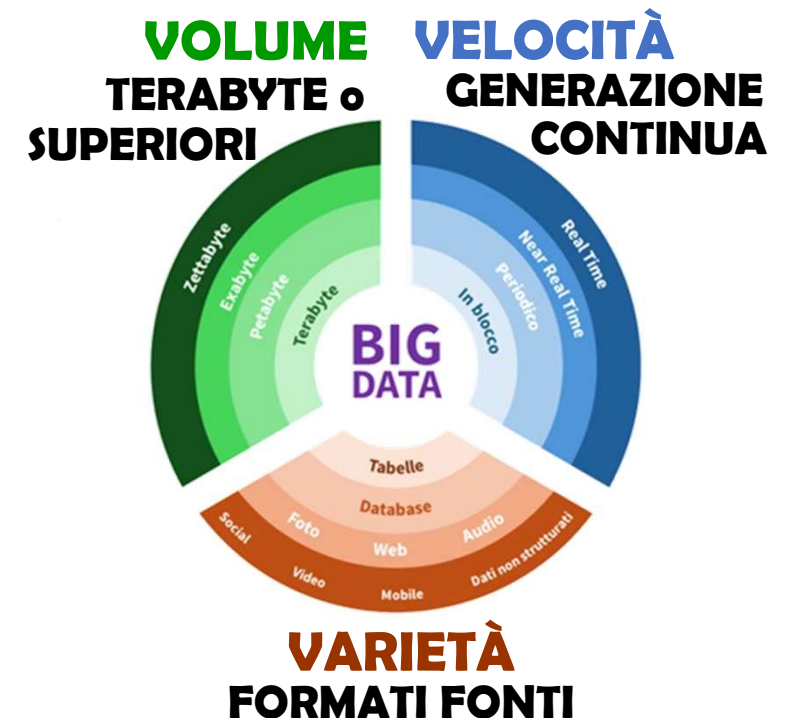 VOLUME
TERABYTE o
SUPERIORI
VELOCITÀ
GENERAZIONE
CONTINUA
Zettabyte
Exabyte
Petabyte
Terabyte
In blocco
Periodico
Near Real Time
Real Time
BIG
DATA
Tabelle
Database
Foto
Web
Audio
Social
Video
Mobile
Dati non strutturati
VARIETÀ
FORMATI FONTI